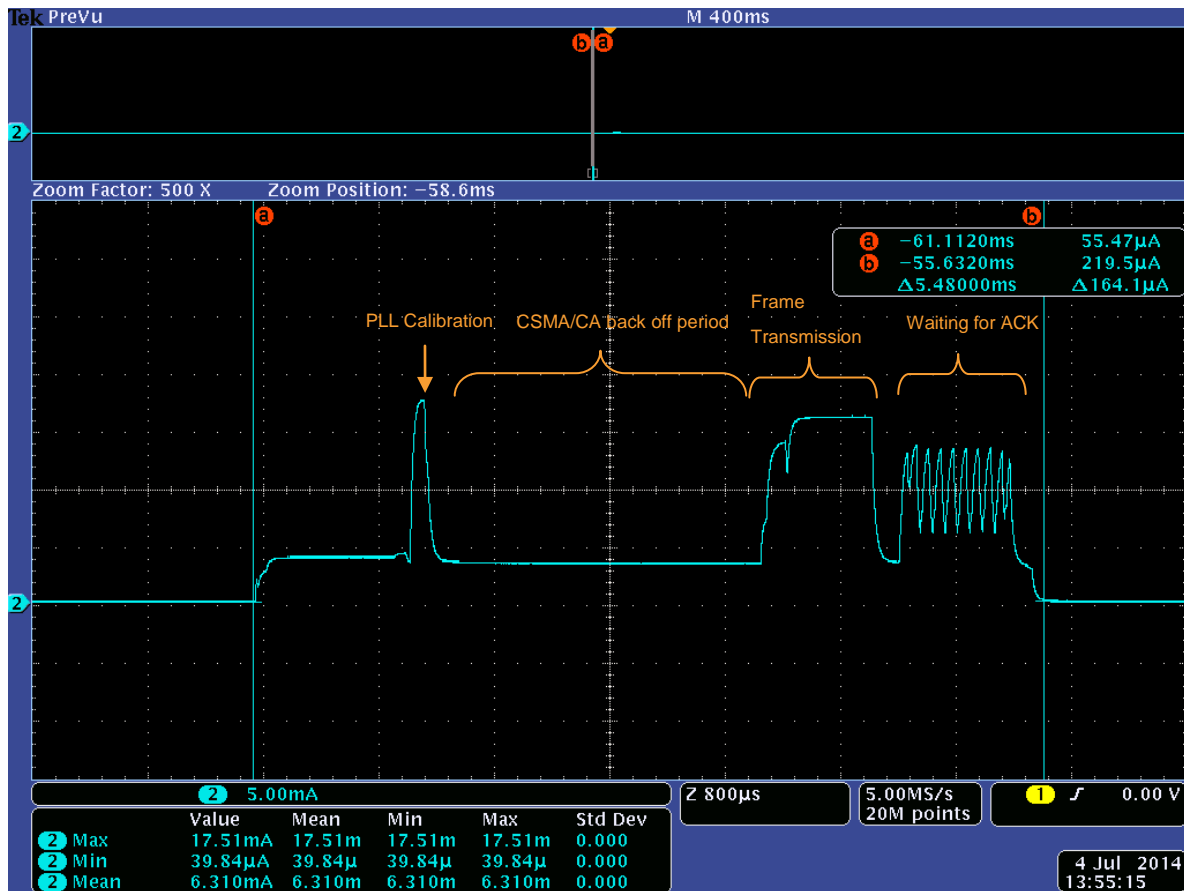 Tek PreVu M 400ms
b a
2
Zoom Factor: 500 X Zoom Position: -58.6ms
a b
a -61.1120ms 55.47µA
b -55.6320ms 219.5µA
Δ5.48000ms Δ164.1µA
PLL Calibration
CSMA/CA back off period
Frame
Transmission
Waiting for ACK
2
2 5.00mA
Z 800µs
5.00MS/s
20M points
1 0.00 V
Value Mean Min Max Std Dev
2 Max 17.51mA 17.51m 17.51m 17.51m 0.000
2 Min 39.84µA 39.84µ 39.84µ 39.84µ 0.000
2 Mean 6.310mA 6.310m 6.310m 6.310m 0.000
4 Jul 2014
13:55:15